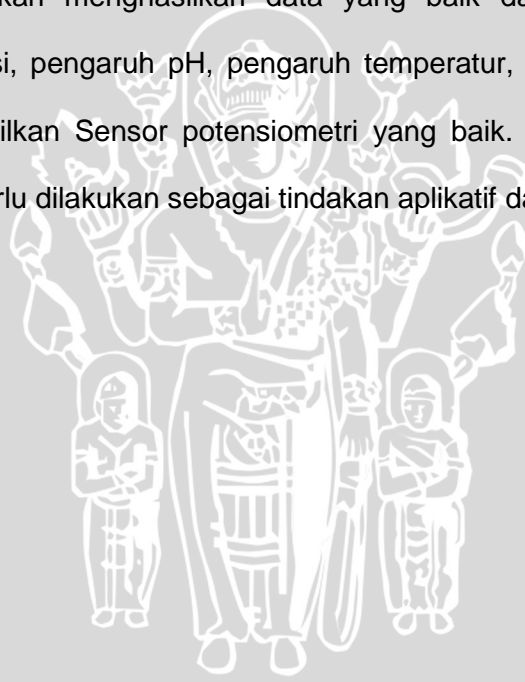 kan menghasilkan data yang baik da
si, pengaruh pH, pengaruh temperatur,
ilkan Sensor potensiometri yang baik.
rlu dilakukan sebagai tindakan aplikatif da